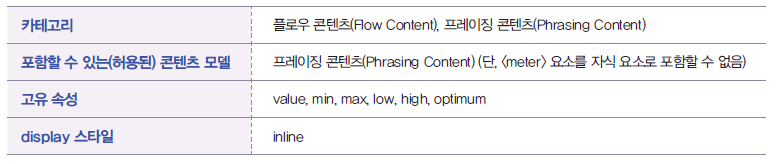 카테고리 플로우 콘텐츠(Flow Content), 프레이징 콘텐츠(Phrasing Content)
포함할 수 있는(허용된) 콘텐츠 모델 프레이징 콘텐츠(Phrasing Content) (단, <meter> 요소를 자식 요소로 포함할 수 없음)
고유 속성 value, min, max, low, high, optimum
display 스타일 inline